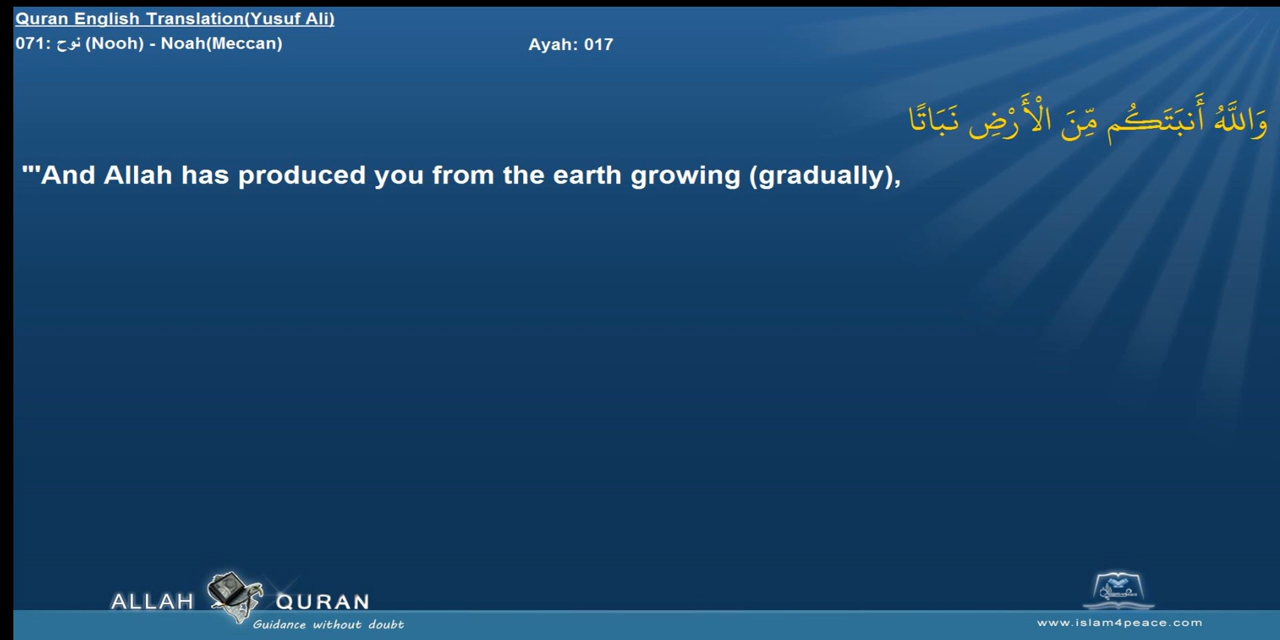 Quran English Translation(Yusuf Ali)
071: نوح (Nooh) - Noah(Meccan) Ayah: 017
وَاللَّهُ أَنبَتَكُم مِّنَ الْأَرْضِ نَبَاتًا
"'And Allah has produced you from the earth growing (gradually),
ALLAH QURAN
Guidance without doubt
www.islam4peace.com